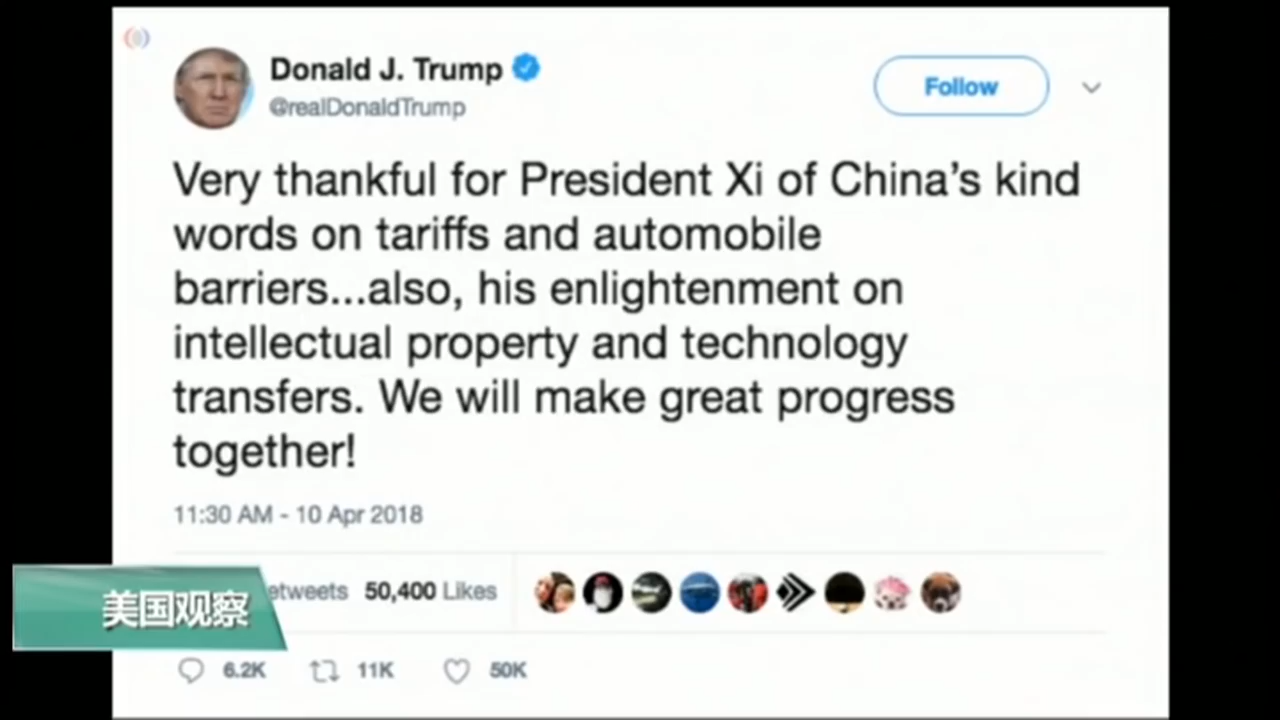 Donald J. Trump
@realDonaldTrump
Follow
Very thankful for President Xi of China’s kind
words on tariffs and automobile
barriers...also, his enlightenment on
intellectual property and technology
transfers. We will make great progress
together!
11:30 AM - 10 Apr 2018
etweets 50,400 Likes
美国观察
6.2K 11K 50K